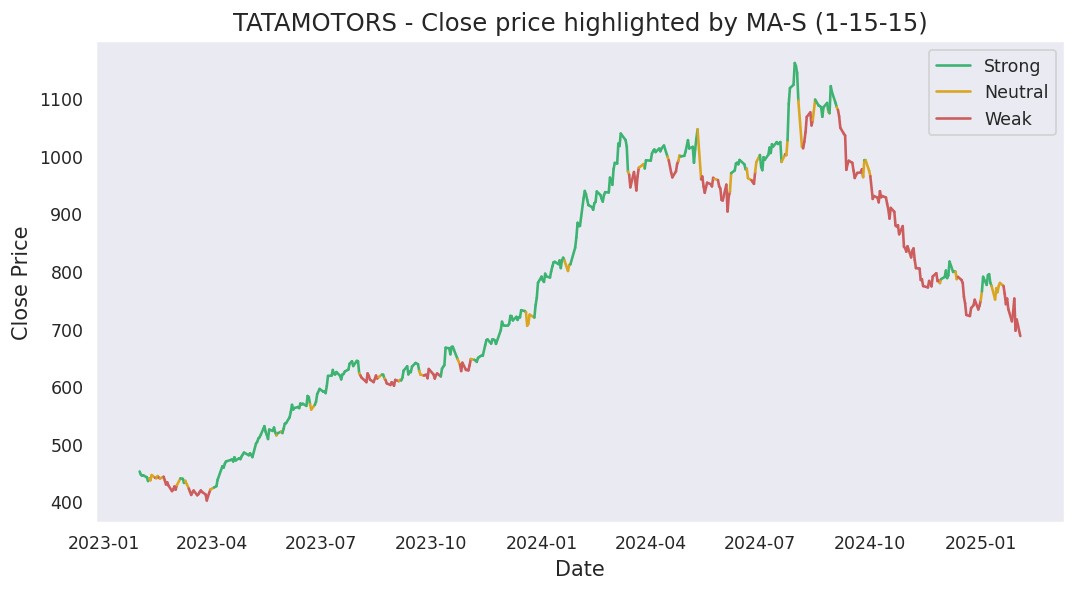 TATAMOTORS - Close price highlighted by MA-S (1-15-15)
Strong
Neutral
Weak
Close Price
1100
1000
900
800
700
600
500
400
2023-01 2023-04 2023-07 2023-10 2024-01 2024-04 2024-07 2024-10 2025-01
Date